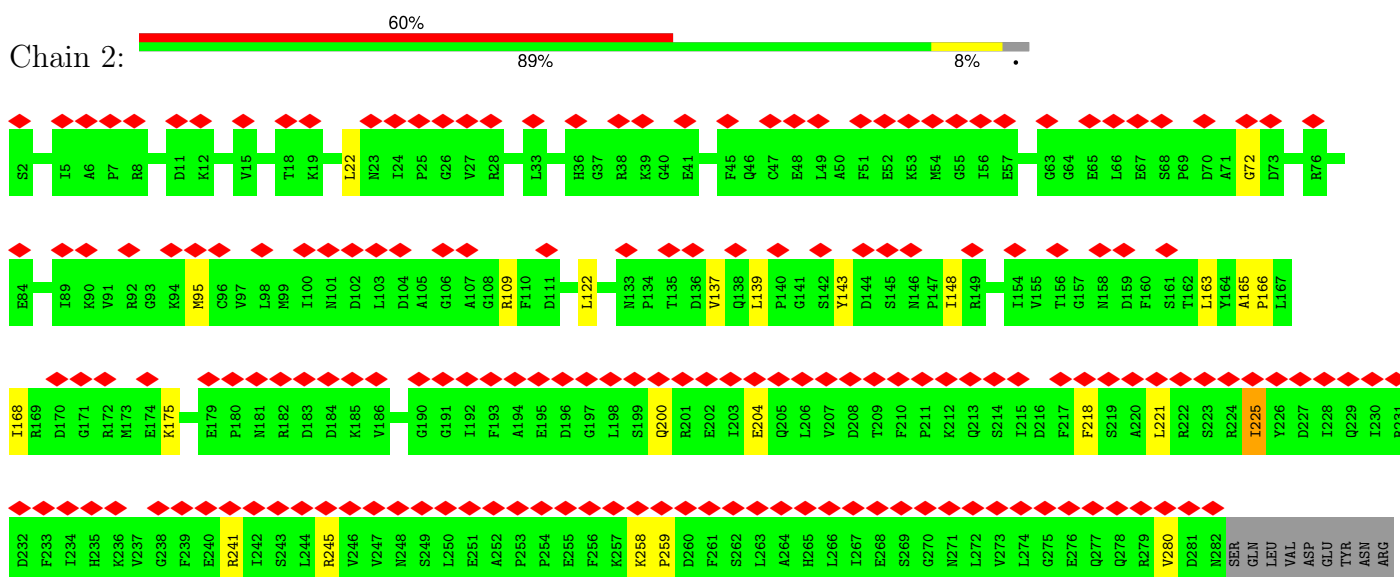 60%
Chain 2:
89% 8% •
S2 I5 A6 P7 R8 D11 K12 V15 T18 K19 L22 N23 I24 P25 G26 V27 R28 L33 H36 G37 R38 K39 G40 E41 F45 Q46 C47 E48 L49 A50 F51 E52 K53 M54 G55 I56 E57 G63 G64 E65 L66 E67 S68 P69 D70 A71 G72 D73 R76
E84 I89 K90 V91 R92 G93 K94 M95 C96 V97 L98 M99 I100 N101 D102 L103 D104 A105 G106 A107 G108 R109 F110 D111 L122 N133 P134 T135 D136 V137 Q138 L139 P140 G141 S142 Y143 D144 S145 N146 P147 I148 R149 I154 V155 T156 G157 N158 D159 F160 S161 T162 L163 Y164 A165 P166 L167
I168 R169 D170 G171 R172 M173 E174 K175 E179 P180 N181 R182 D183 D184 K185 V186 G190 G191 I192 F193 A194 E195 D196 G197 L198 S199 Q200 R201 E202 I203 E204 Q205 L206 V207 D208 T209 F210 P211 K212 Q213 S214 I215 D216 F217 F218 S219 A220 L221 R222 S223 R224 I225 Y226 D227 I228 Q229 I230
D232 F233 I234 H235 K236 V237 G238 F239 E240 R241 I242 S243 L244 R245 V246 V247 N248 S249 L250 E251 A252 P253 P254 E255 F256 K257 K258 P259 D260 F261 S262 L263 A264 H265 L266 I267 E268 S269 G270 N271 L272 V273 L274 G275 E276 Q277 Q278 R279 V280 D281 N282 SER GLN LEU VAL ASP GLU TYR ASN ARG